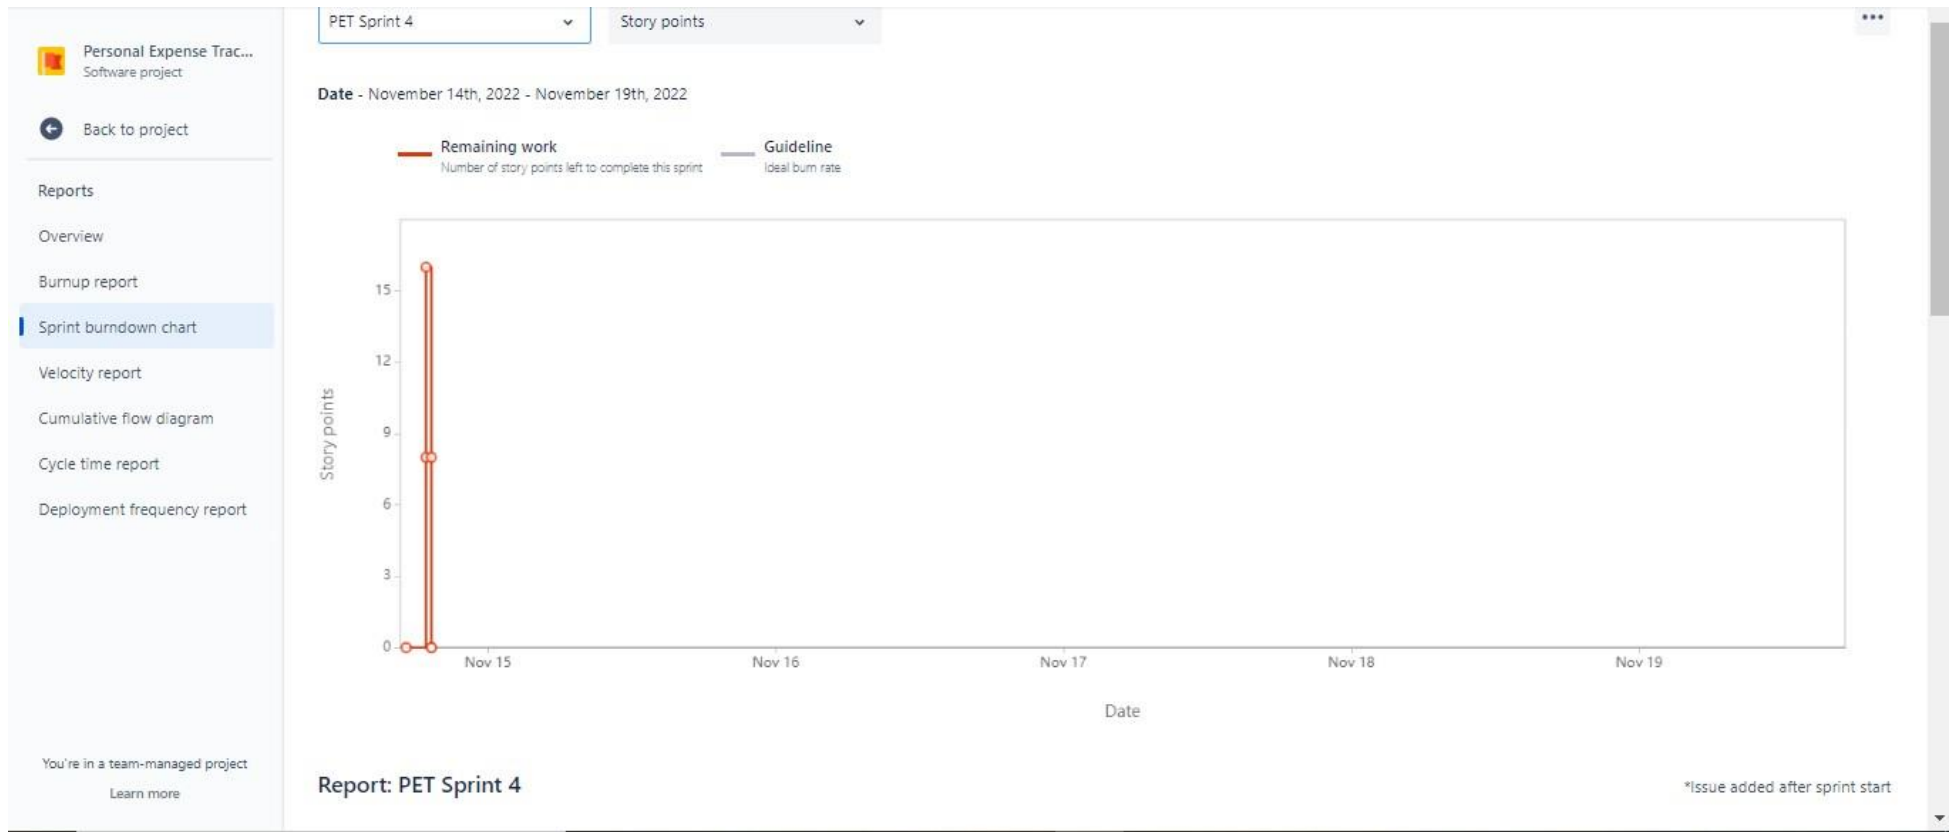 PET Sprint 4
Story points
Personal Expense Trac...
Software project
Back to project
Reports
Overview
Burnup report
Sprint burndown chart
Velocity report
Cumulative flow diagram
Cycle time report
Deployment frequency report
You're in a team-managed project
Learn more
Date - November 14th, 2022 - November 19th, 2022
Remaining work
Number of story points left to complete this sprint
Guideline
Ideal burn rate
Story points
15
12
9
6
3
0
Nov 15
Nov 16
Nov 17
Nov 18
Nov 19
Date
Report: PET Sprint 4
*Issue added after sprint start